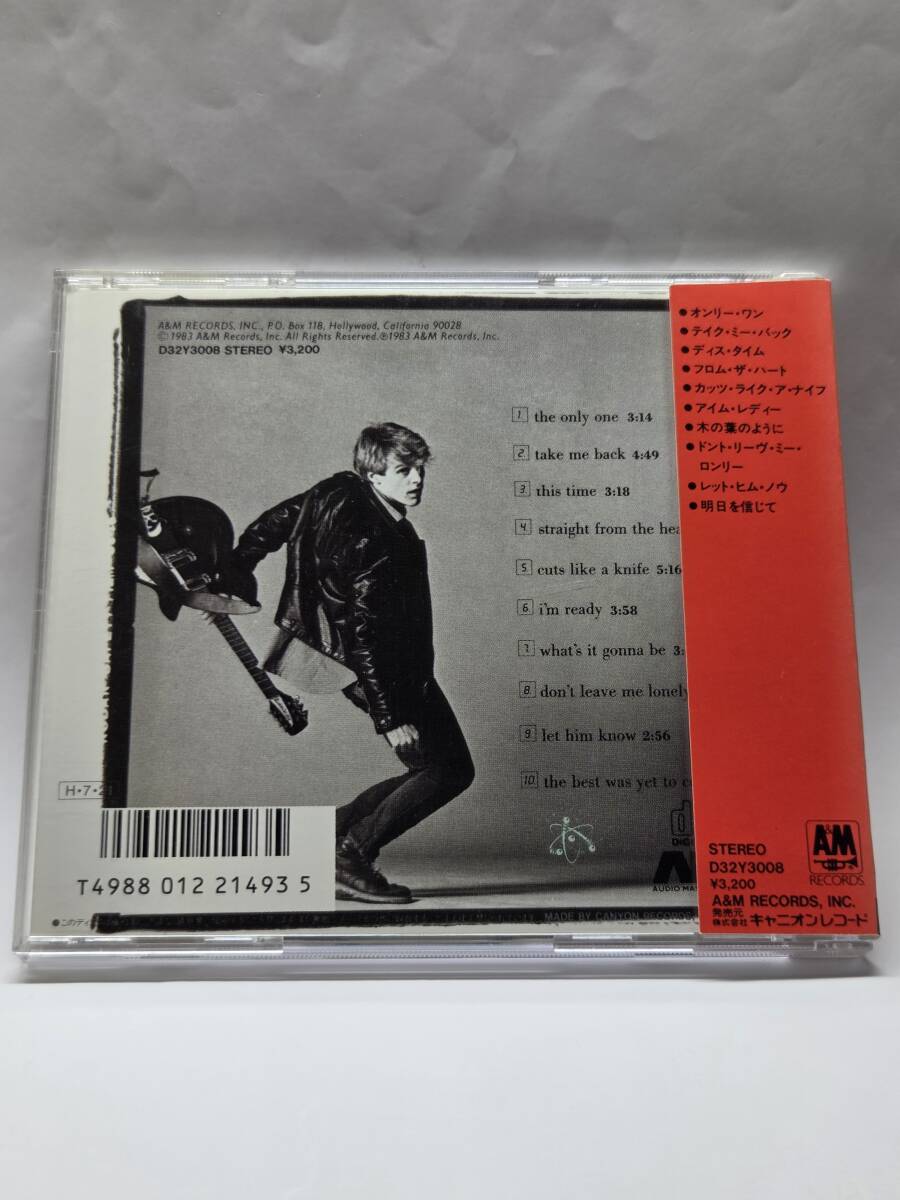 A&M RECORDS, INC., P.O. Box 118, Hollywood, California 90028
©1983 A&M Records, Inc. All Rights Reserved. ℗1983 A&M Records, Inc.
D32Y3008 STEREO ¥3,200
1. the only one 3:14
2. take me back 4:49
3. this time 3:18
4. straight from the
5. cuts like a knife 5:16
6. i'm ready 3:58
7. what's it gonna be 3:
8. don't leave me lonely
9. let him know 2:56
10. the best was yet to
H・7・21
T4988 012 21493 5
●このディ
MADE BY CANYON RECORDS
●オンリー・ワン
●テイク・ミー・バック
●ディス・タイム
●フロム・ザ・ハート
●カッツ・ライク・ア・ナイフ
●アイム・レディー
●木の葉のように
●ドント・リーヴ・ミー・
ロンリー
●レット・ヒム・ノウ
●明日を信じて
A&M
RECORDS
STEREO
D32Y3008
¥3,200
A&M RECORDS, INC.
発売元
株式会社 キャニオンレコード